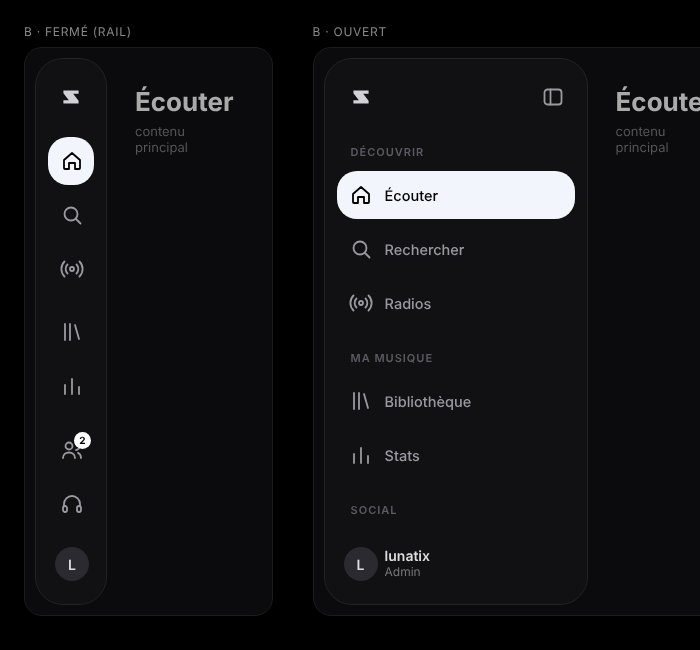 B · FERMÉ (RAIL)
Écouter
contenu
principal
2
L
B · OUVERT
DÉCOUVRIR
Écouter
Rechercher
Radios
MA MUSIQUE
Bibliothèque
Stats
SOCIAL
L
lunatix
Admin
Écoute
contenu
principal